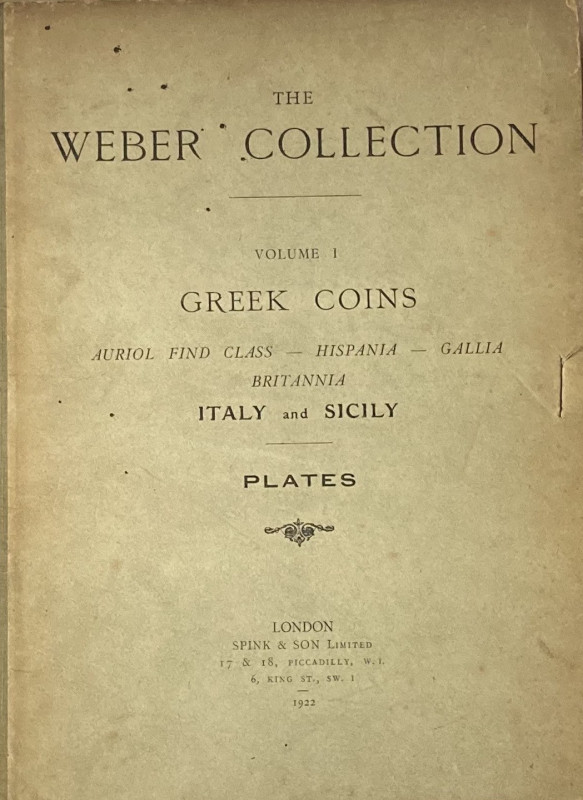 THE
WEBER COLLECTION
VOLUME I
GREEK COINS
AURIOL FIND CLASS — HISPANIA — GALLIA
BRITANNIA
ITALY and SICILY
PLATES
LONDON
SPINK & SON LIMITED
17 & 18, PICCADILLY, W. I.
6, KING ST., SW. I
1922